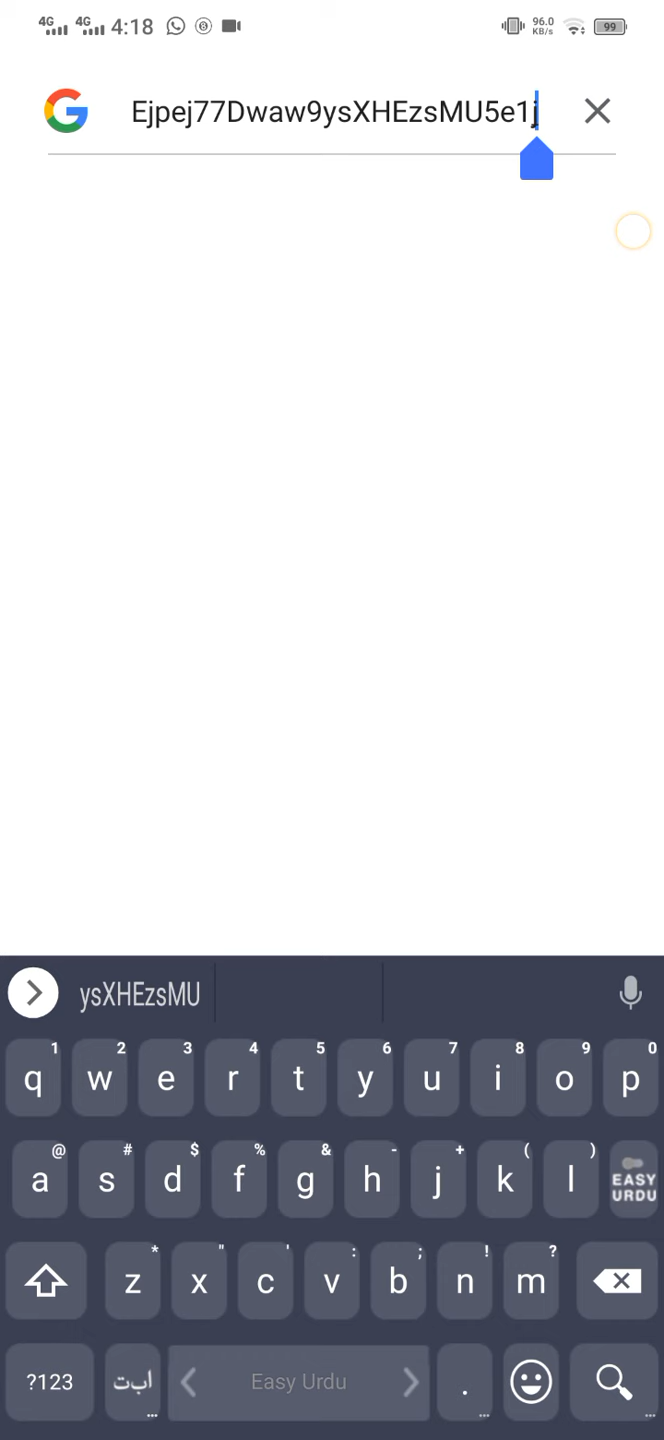 4G 4G 4:18 96.0 KB/s 99
Ejpej77Dwaw9ysXHEzsMU5e1j
ysXHEzsMU
1 2 3 4 5 6 7 8 9 0
q w e r t y u i o p
@ # $ % & - + ( )
a s d f g h j k l EASY URDU
* " ' : ; ! ?
z x c v b n m
?123 ابت ... Easy Urdu . ... ...